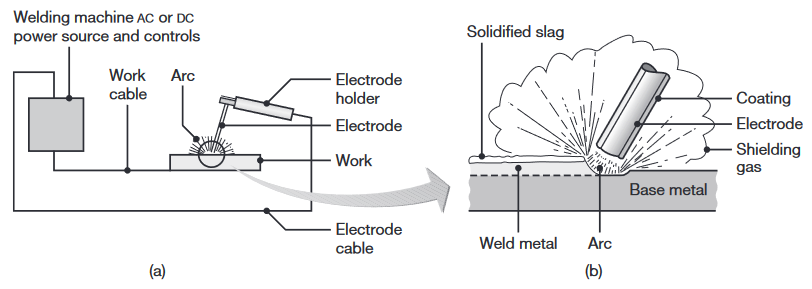 Welding machine AC or DC
power source and controls
Work
cable
Arc
Electrode
holder
Electrode
Work
Electrode
cable
(a)
Solidified slag
Coating
Electrode
Shielding
gas
Base metal
Weld metal
Arc
(b)